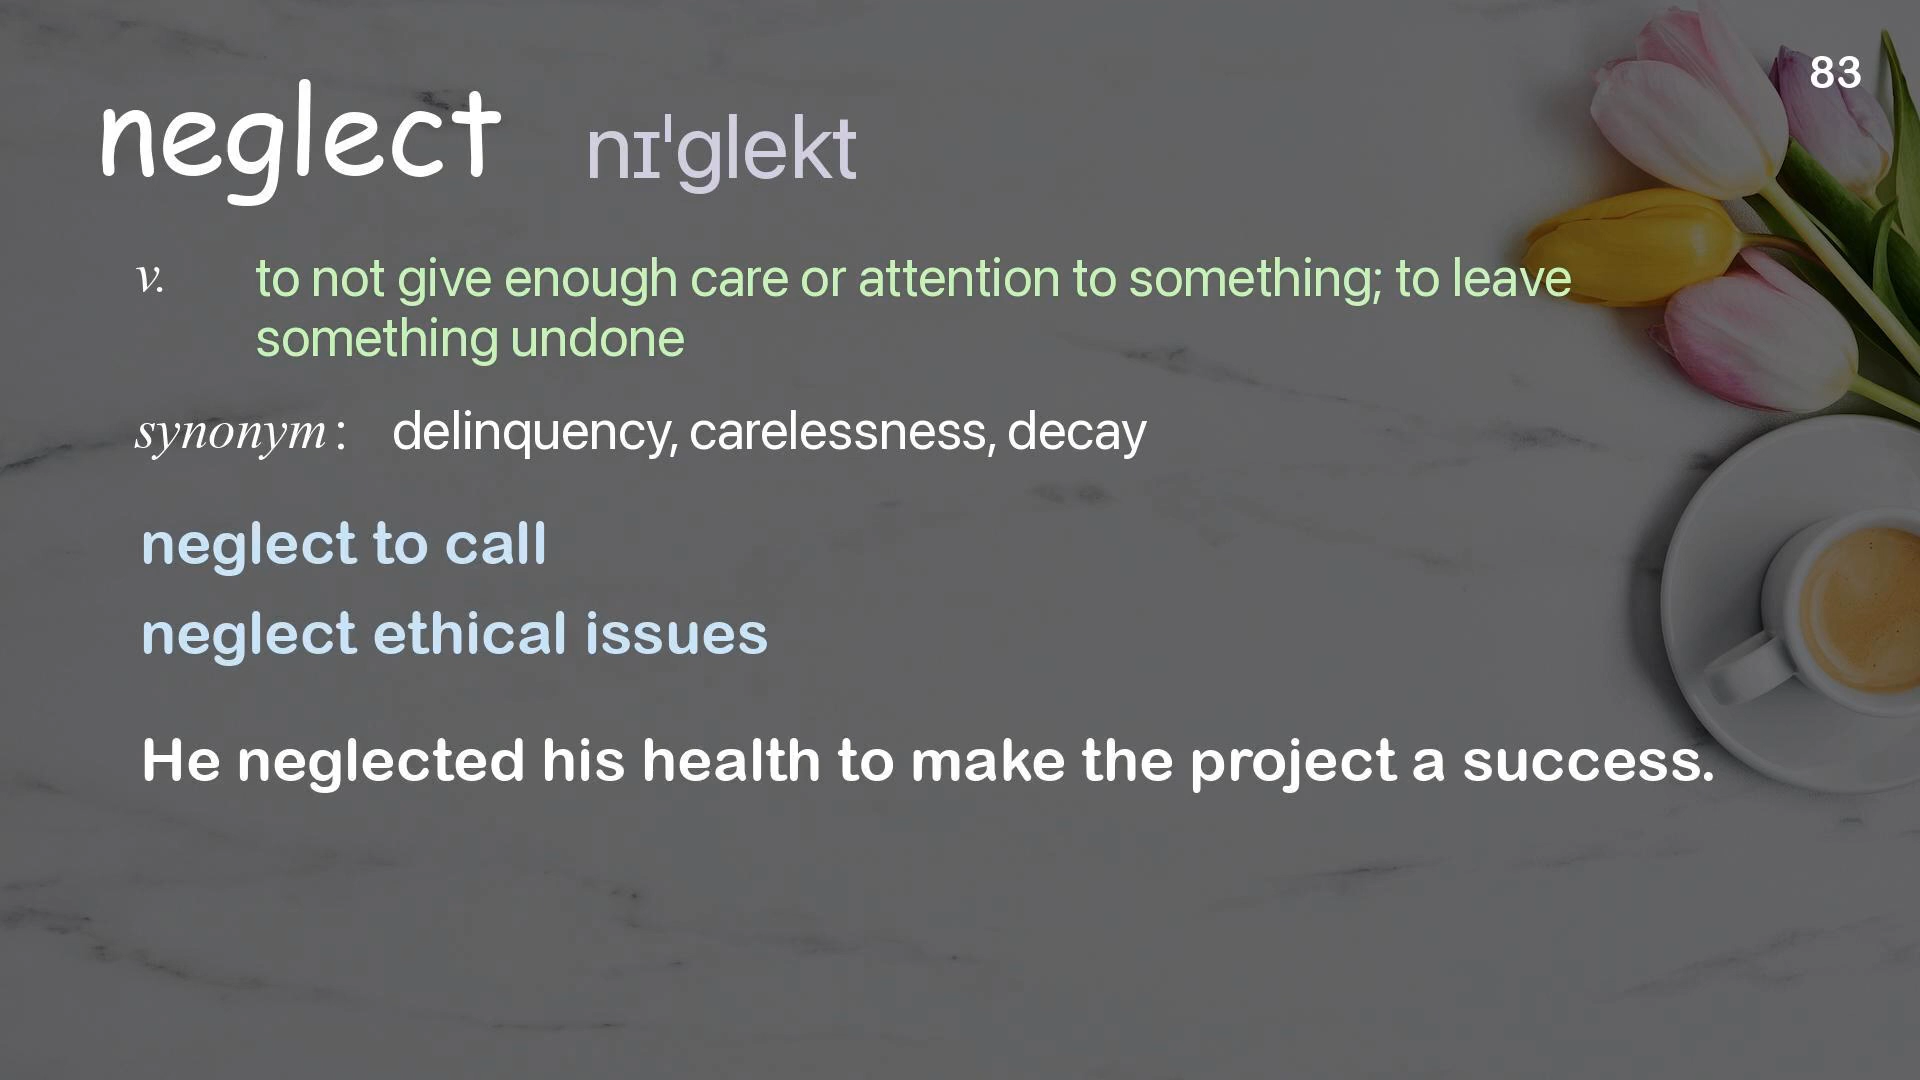 83
neglect nɪˈglekt
v. to not give enough care or attention to something; to leave
something undone
synonym: delinquency, carelessness, decay
neglect to call
neglect ethical issues
He neglected his health to make the project a success.